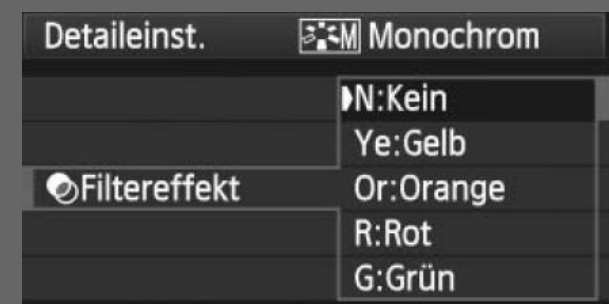 Detaileinst. M Monochrom
N:Kein
Ye:Gelb
Filtereffekt Or:Orange
R:Rot
G:Grün